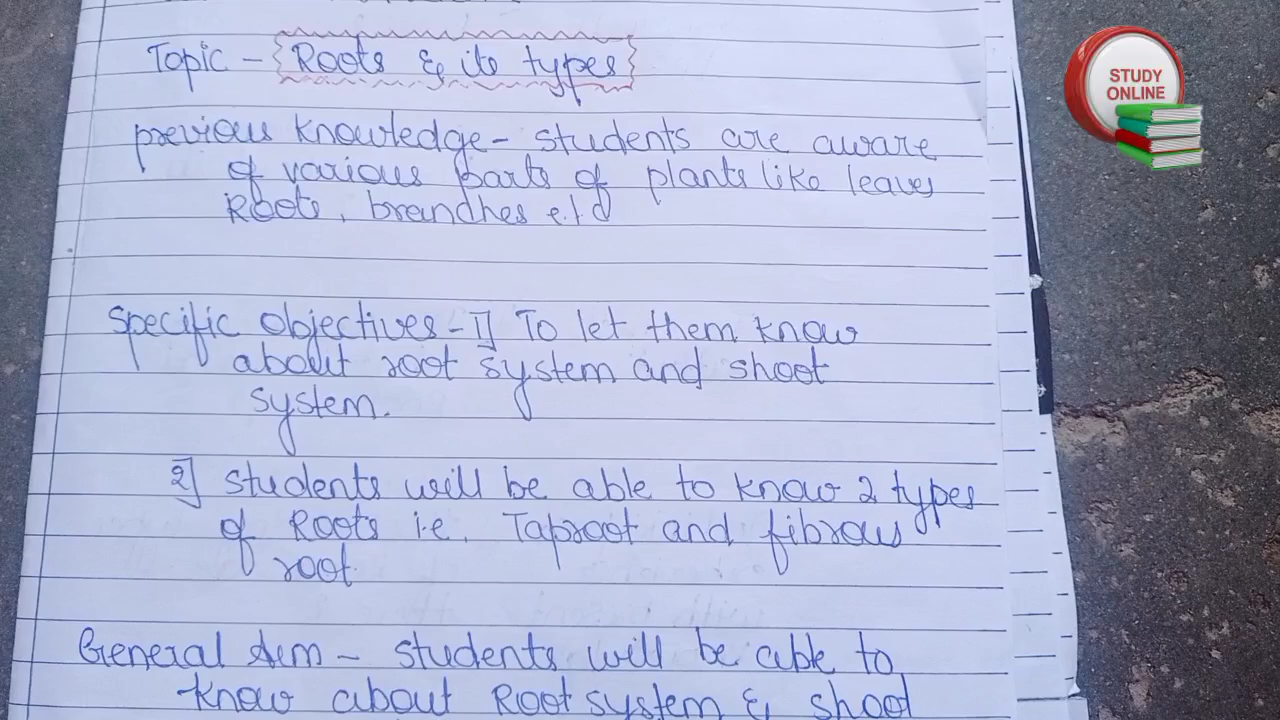 Topic - Roots & its types
previous knowledge - students are aware
of various parts of plants like leaves
Roots, brandhes e.t.c
specific objectives - 1] To let them know
about root system and shoot
system.
2] students will be able to know 2 types
of Roots i.e. Taproot and fibrous
root.
General Aim - students will be able to
know about Root system & shoot
STUDY
ONLINE